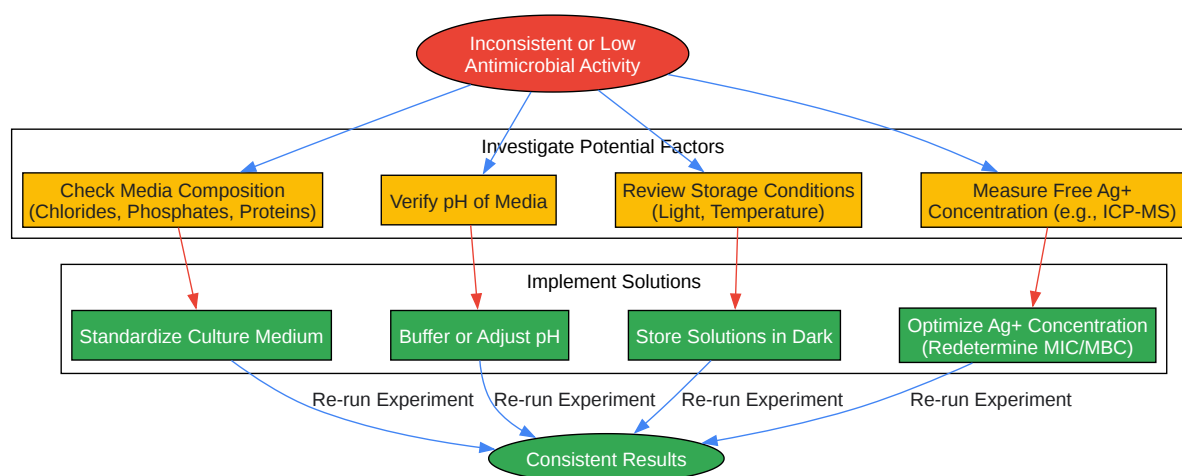 Inconsistent or Low
Antimicrobial Activity
Investigate Potential Factors
Check Media Composition
(Chlorides, Phosphates, Proteins)
Verify pH of Media
Review Storage Conditions
(Light, Temperature)
Measure Free Ag+
Concentration (e.g., ICP-MS)
Implement Solutions
Standardize Culture Medium
Buffer or Adjust pH
Store Solutions in Dark
Optimize Ag+ Concentration
(Redetermine MIC/MBC)
Re-run Experiment
Re-run Experiment
Re-run Experiment
Re-run Experiment
Consistent Results